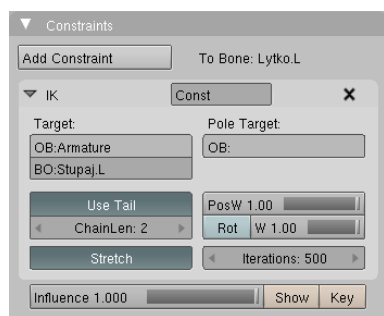 Constraints
Add Constraint To Bone: Lytko.L
IK Const
Target: Pole Target:
OB:Armature OB:
BO:Stupaj.L
Use Tail PosW 1.00
ChainLen: 2 Rot W 1.00
Stretch Iterations: 500
Influence 1.000 Show Key